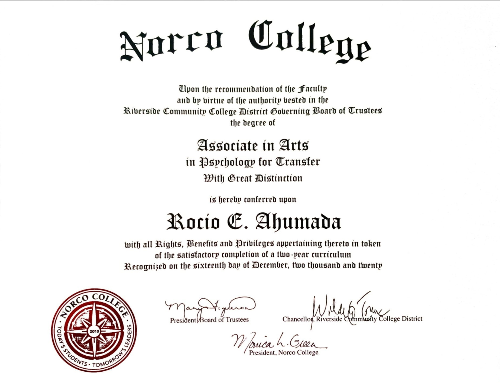 Norco College
Upon the recommendation of the Faculty
and by virtue of the authority vested in the
Riverside Community College District Governing Board of Trustees
the degree of
Associate in Arts
in Psychology for Transfer
With Great Distinction
is hereby conferred upon
Rocio E. Ahumada
with all Rights, Benefits and Privileges appertaining thereto in token
of the satisfactory completion of a two-year curriculum
Recognized on the sixteenth day of December, two thousand and twenty
President, Board of Trustees
Chancellor, Riverside Community College District
Monica L. Green
President, Norco College
NORCO COLLEGE
2010
TODAY'S STUDENTS · TOMORROW'S LEADERS